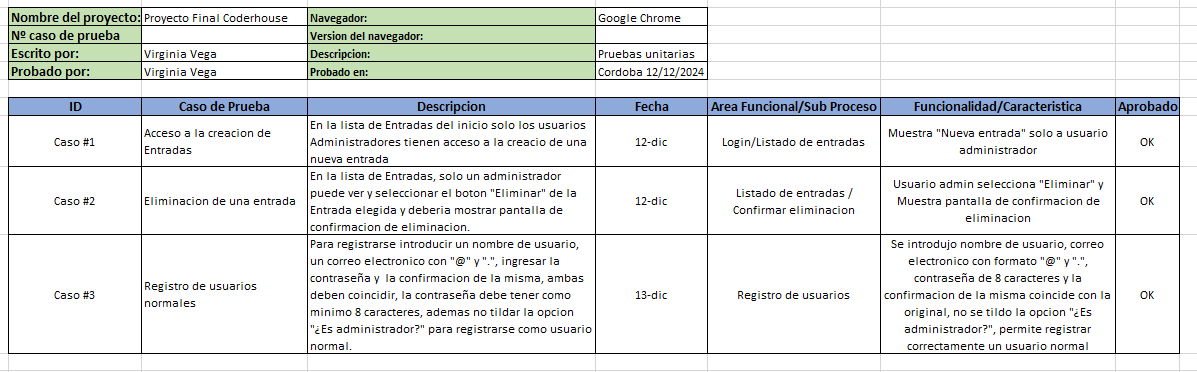 Nombre del proyecto: Proyecto Final Coderhouse Navegador: Google Chrome
Nº caso de prueba Version del navegador:
Escrito por: Virginia Vega Descripcion: Pruebas unitarias
Probado por: Virginia Vega Probado en: Cordoba 12/12/2024
ID Caso de Prueba Descripcion Fecha Area Funcional/Sub Proceso Funcionalidad/Caracteristica Aprobado
Caso #1
Acceso a la creacion de
Entradas
En la lista de Entradas del inicio solo los usuarios
Administradores tienen acceso a la creacio de una
nueva entrada
12-dic
Login/Listado de entradas
Muestra "Nueva entrada" solo a usuario
administrador
OK
Caso #2
Eliminacion de una entrada
En la lista de Entradas, solo un administrador
puede ver y seleccionar el boton "Eliminar" de la
Entrada elegida y deberia mostrar pantalla de
confirmacion de eliminacion.
12-dic
Listado de entradas /
Confirmar eliminacion
Usuario admin selecciona "Eliminar" y
Muestra pantalla de confirmacion de
eliminacion
OK
Caso #3
Registro de usuarios
normales
Para registrarse introducir un nombre de usuario,
un correo electronico con "@" y ".", ingresar la
contraseña y la confirmacion de la misma, ambas
deben coincidir, la contraseña debe tener como
minimo 8 caracteres, ademas no tildar la opcion
"¿Es administrador?" para registrarse como usuario
normal.
13-dic
Registro de usuarios
Se introdujo nombre de usuario, correo
electronico con formato "@" y ".",
contraseña de 8 caracteres y la
confirmacion de la misma coincide con la
original, no se tildo la opcion "¿Es
administrador?", permite registrar
correctamente un usuario normal
OK